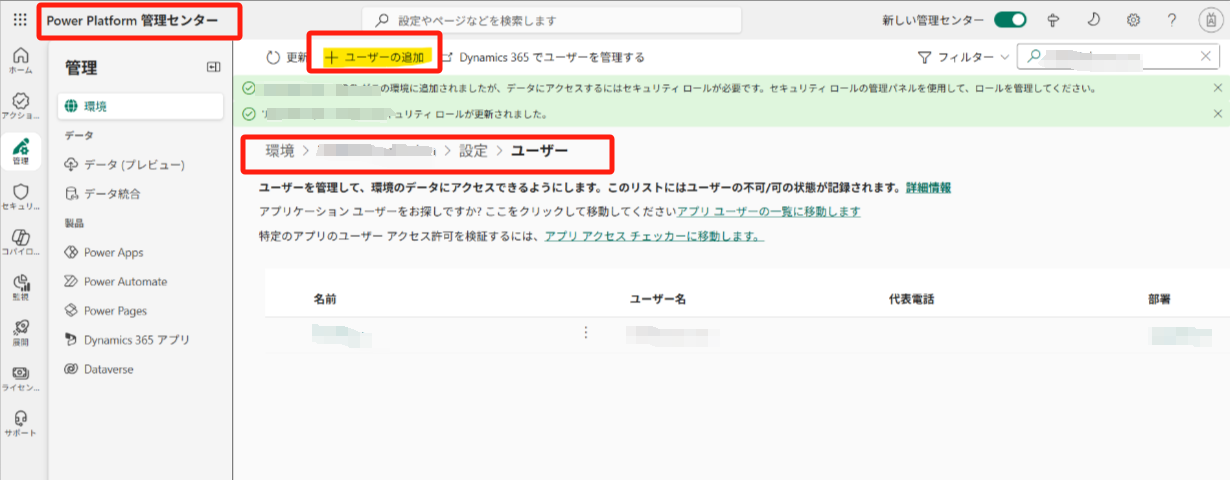 Power Platform 管理センター
設定やページなどを検索します
新しい管理センター
ホーム
アクショ...
管理
セキュリ...
コパイロ...
監視
展開
ライセン...
サポート
管理
環境
データ
データ (プレビュー)
データ統合
製品
Power Apps
Power Automate
Power Pages
Dynamics 365 アプリ
Dataverse
更新
ユーザーの追加
Dynamics 365 でユーザーを管理する
フィルター
の環境に追加されましたが、データにアクセスするにはセキュリティ ロールが必要です。セキュリティ ロールの管理パネルを使用して、ロールを管理してください。
ュリティ ロールが更新されました。
環境 > > 設定 > ユーザー
ユーザーを管理して、環境のデータにアクセスできるようにします。このリストにはユーザーの不可/可の状態が記録されます。詳細情報
アプリケーション ユーザーをお探しですか? ここをクリックして移動してくださいアプリ ユーザーの一覧に移動します
特定のアプリのユーザー アクセス許可を検証するには、アプリ アクセス チェッカーに移動します。
名前 ユーザー名 代表電話 部署